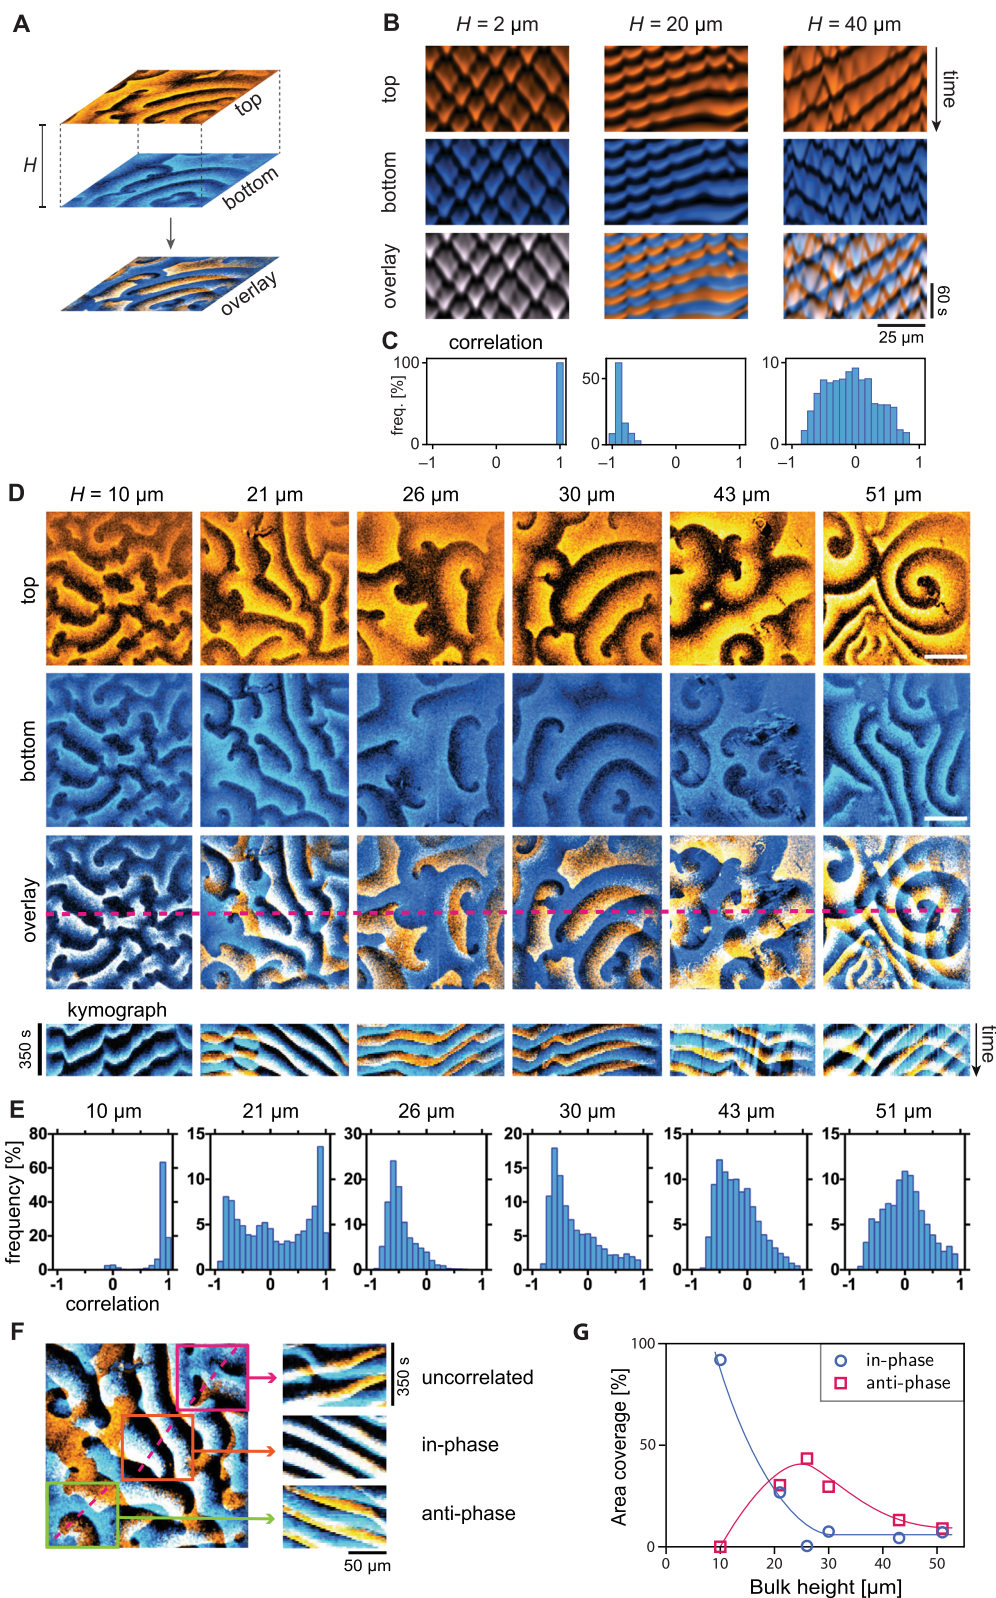 A
top
H
bottom
overlay
B
H = 2 μm
H = 20 μm
H = 40 μm
top
time
bottom
overlay
60 s
25 μm
C
correlation
freq. [%]
100
0
50
0
10
0
−1
0
1
−1
0
1
−1
0
1
D
H = 10 μm
21 μm
26 μm
30 μm
43 μm
51 μm
top
bottom
overlay
kymograph
350 s
time
E
10 μm
21 μm
26 μm
30 μm
43 μm
51 μm
frequency [%]
80
60
40
20
0
15
10
5
0
30
20
10
0
20
15
10
5
0
15
10
5
0
15
10
5
0
-1
0
1
-1
0
1
-1
0
1
-1
0
1
-1
0
1
-1
0
1
correlation
F
350 s
uncorrelated
in-phase
anti-phase
50 μm
G
Area coverage [%]
100
50
0
in-phase
anti-phase
0
10
20
30
40
50
Bulk height [μm]